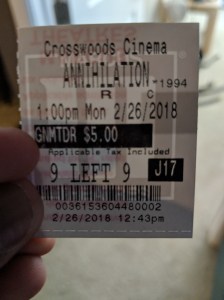 THEATRES
Crosswoods Cinema
ANNIHILATION -1994
R C
1:00pm Mon 2/26/2018
GNMTDR $5.00
Applicable Tax Included
9 LEFT 9 J17
0036153604480002
2/26/2018 12:43pm